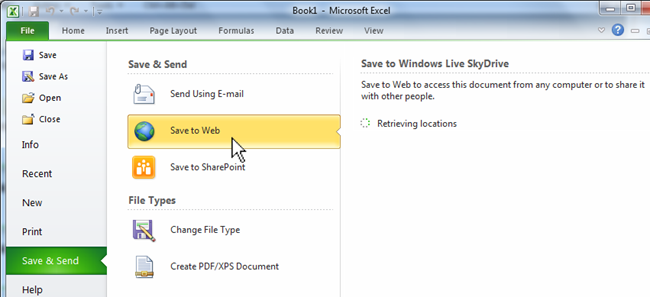 Book1 - Microsoft Excel
File Home Insert Page Layout Formulas Data Review View
Save
Save As
Open
Close
Info
Recent
New
Print
Save & Send
Help
Save & Send
Send Using E-mail
Save to Web
Save to SharePoint
File Types
Change File Type
Create PDF/XPS Document
Save to Windows Live SkyDrive
Save to Web to access this document from any computer or to share it
with other people.
Retrieving locations